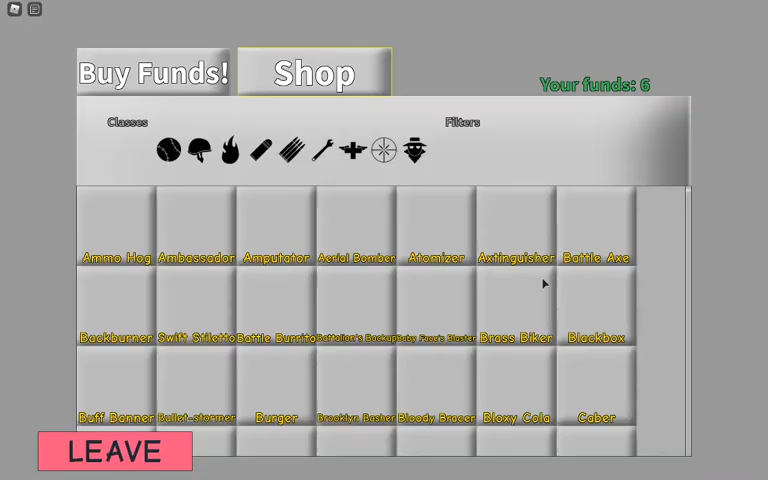 Buy Funds!
Shop
Your funds: 6
Classes
Filters
Ammo Hog
Ambassador
Amputator
Aerial Bomber
Atomizer
Axtinguisher
Battle Axe
Backburner
Swift Stiletto
Battle Burrito
Battalion's Backup
Baby Face's Blaster
Brass Biker
Blackbox
Buff Banner
Bullet-stormer
Burger
Brooklyn Basher
Bloody Bracer
Bloxy Cola
Caber
LEAVE